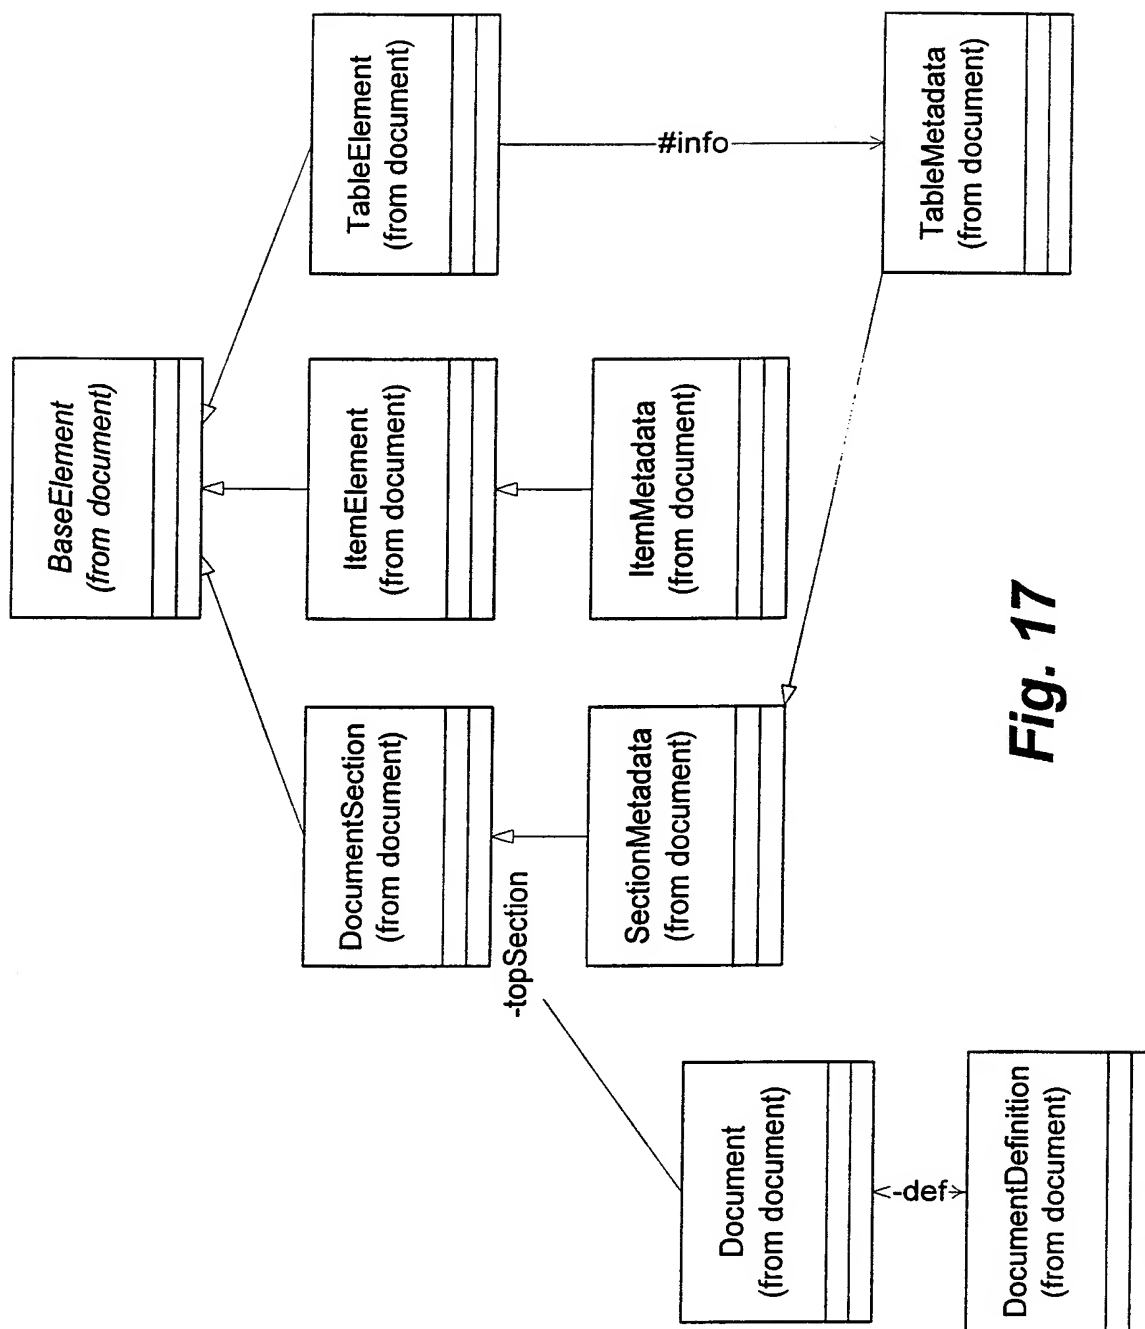 BaseElement
(from document)
DocumentSection
(from document)
ItemElement
(from document)
TableElement
(from document)
-topSection
#info
SectionMetadata
(from document)
ItemMetadata
(from document)
Document
(from document)
TableMetadata
(from document)
-def
DocumentDefinition
(from document)
Fig. 17